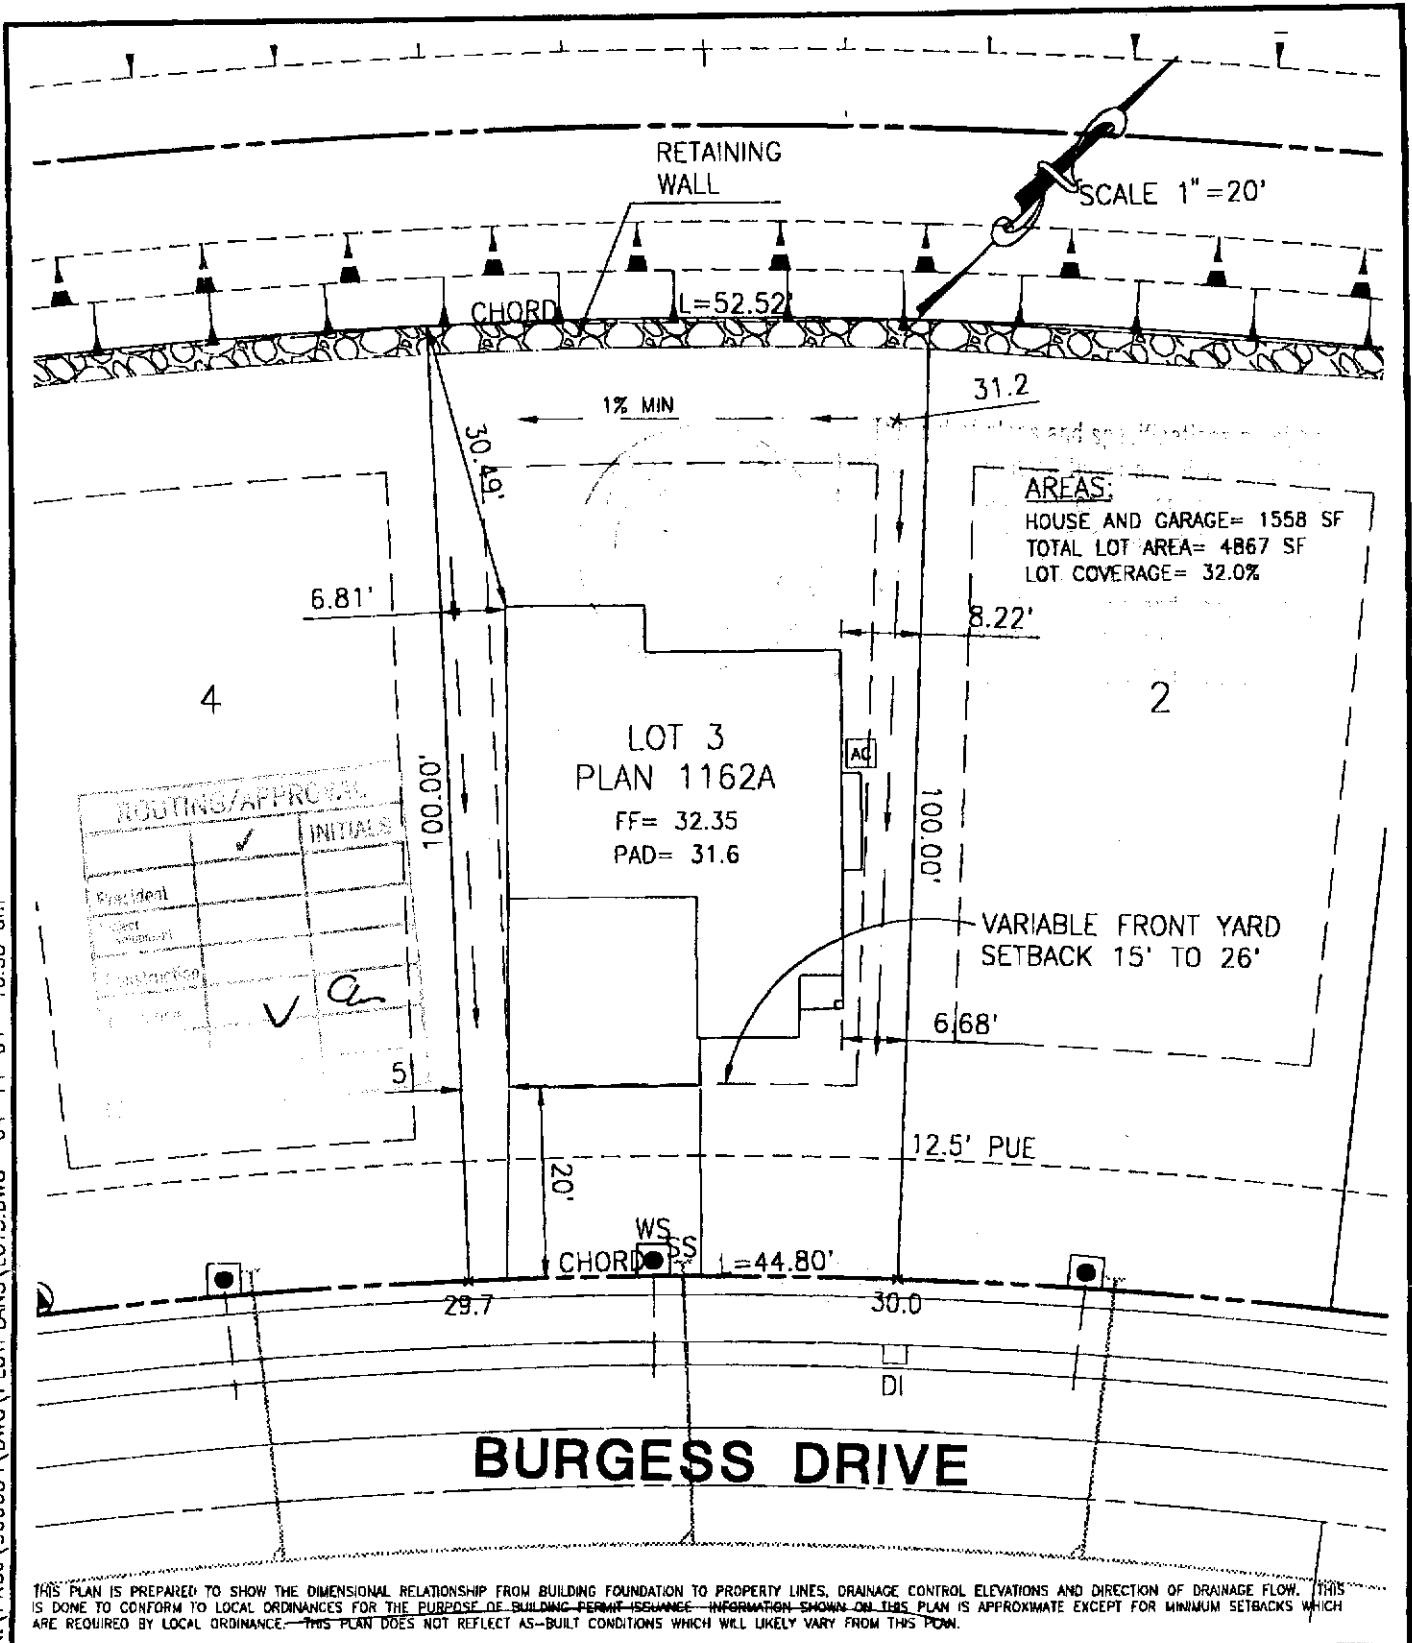 RETAINING
WALL
SCALE 1"=20'
CHORD L=52.52'
1% MIN
31.2
30.49'
AREAS:
HOUSE AND GARAGE= 1558 SF
TOTAL LOT AREA= 4867 SF
LOT COVERAGE= 32.0%
6.81'
8.22'
4
2
LOT 3
PLAN 1162A
FF= 32.35
PAD= 31.6
AC
100.00'
100.00'
ROUTING/APPROVAL
INITIALS
President
Construction
VARIABLE FRONT YARD
SETBACK 15' TO 26'
6.68'
5'
12.5' PUE
20'
WS
SS
CHORD L=44.80'
29.7
30.0
DI
BURGESS DRIVE
THIS PLAN IS PREPARED TO SHOW THE DIMENSIONAL RELATIONSHIP FROM BUILDING FOUNDATION TO PROPERTY LINES, DRAINAGE CONTROL ELEVATIONS AND DIRECTION OF DRAINAGE FLOW. THIS
IS DONE TO CONFORM TO LOCAL ORDINANCES FOR THE PURPOSE OF BUILDING PERMIT ISSUANCE. INFORMATION SHOWN ON THIS PLAN IS APPROXIMATE EXCEPT FOR MINIMUM SETBACKS WHICH
ARE REQUIRED BY LOCAL ORDINANCE. THIS PLAN DOES NOT REFLECT AS-BUILT CONDITIONS WHICH WILL LIKELY VARY FROM THIS PLAN.